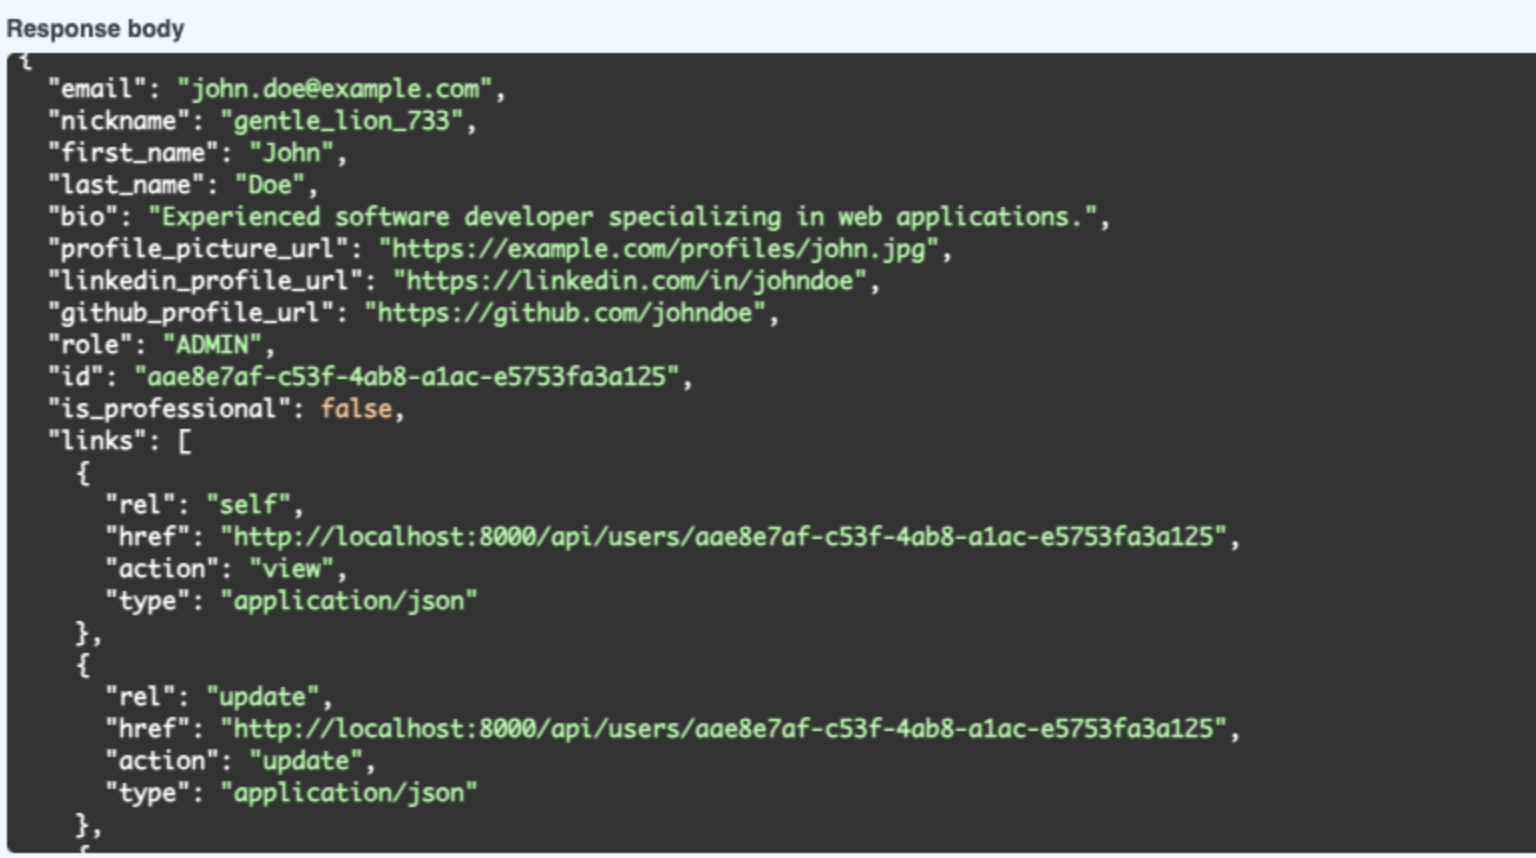 Response body
{
"email": "john.doe@example.com",
"nickname": "gentle_lion_733",
"first_name": "John",
"last_name": "Doe",
"bio": "Experienced software developer specializing in web applications.",
"profile_picture_url": "https://example.com/profiles/john.jpg",
"linkedin_profile_url": "https://linkedin.com/in/johndoe",
"github_profile_url": "https://github.com/johndoe",
"role": "ADMIN",
"id": "aae8e7af-c53f-4ab8-a1ac-e5753fa3a125",
"is_professional": false,
"links": [
{
"rel": "self",
"href": "http://localhost:8000/api/users/aae8e7af-c53f-4ab8-a1ac-e5753fa3a125",
"action": "view",
"type": "application/json"
},
{
"rel": "update",
"href": "http://localhost:8000/api/users/aae8e7af-c53f-4ab8-a1ac-e5753fa3a125",
"action": "update",
"type": "application/json"
},
{